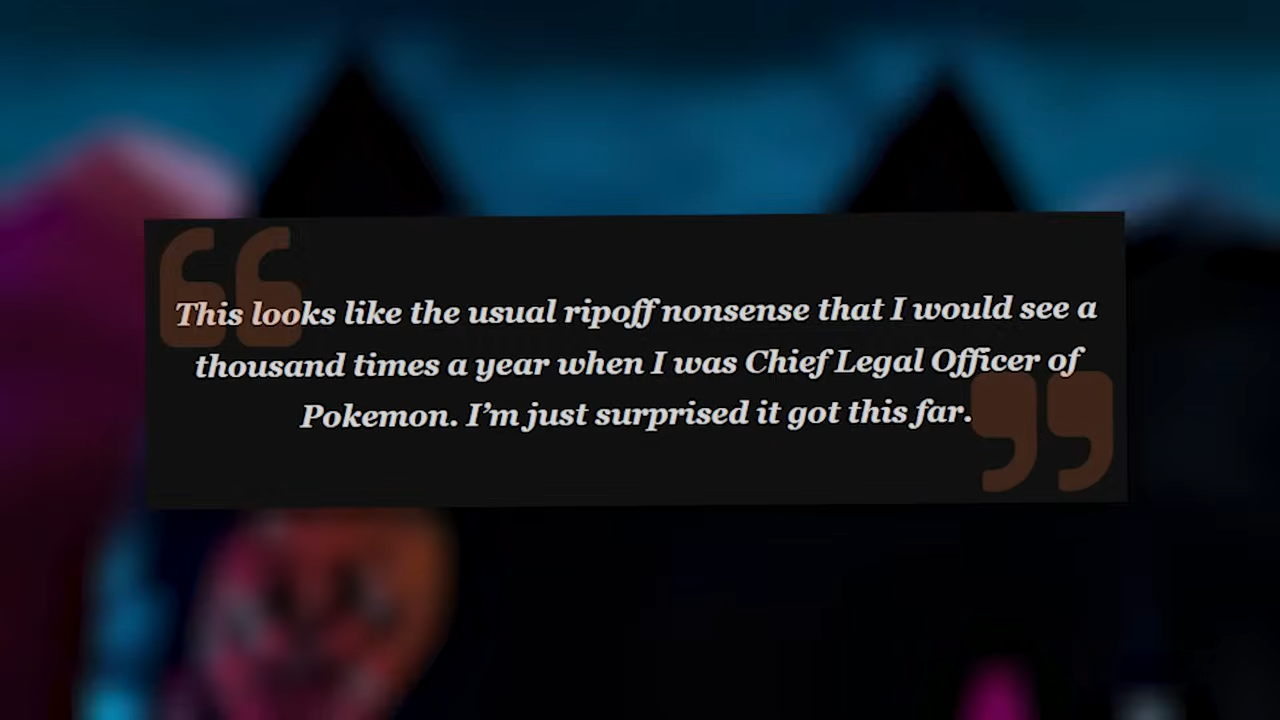 This looks like the usual ripoff nonsense that I would see a
thousand times a year when I was Chief Legal Officer of
Pokemon. I’m just surprised it got this far.